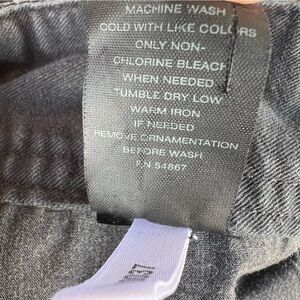 MACHINE WASH
COLD WITH LIKE COLORS
ONLY NON-
CHLORINE BLEACH
WHEN NEEDED
TUMBLE DRY LOW
WARM IRON
IF NEEDED
REMOVE ORNAMENTATION
BEFORE WASH
RN 54867